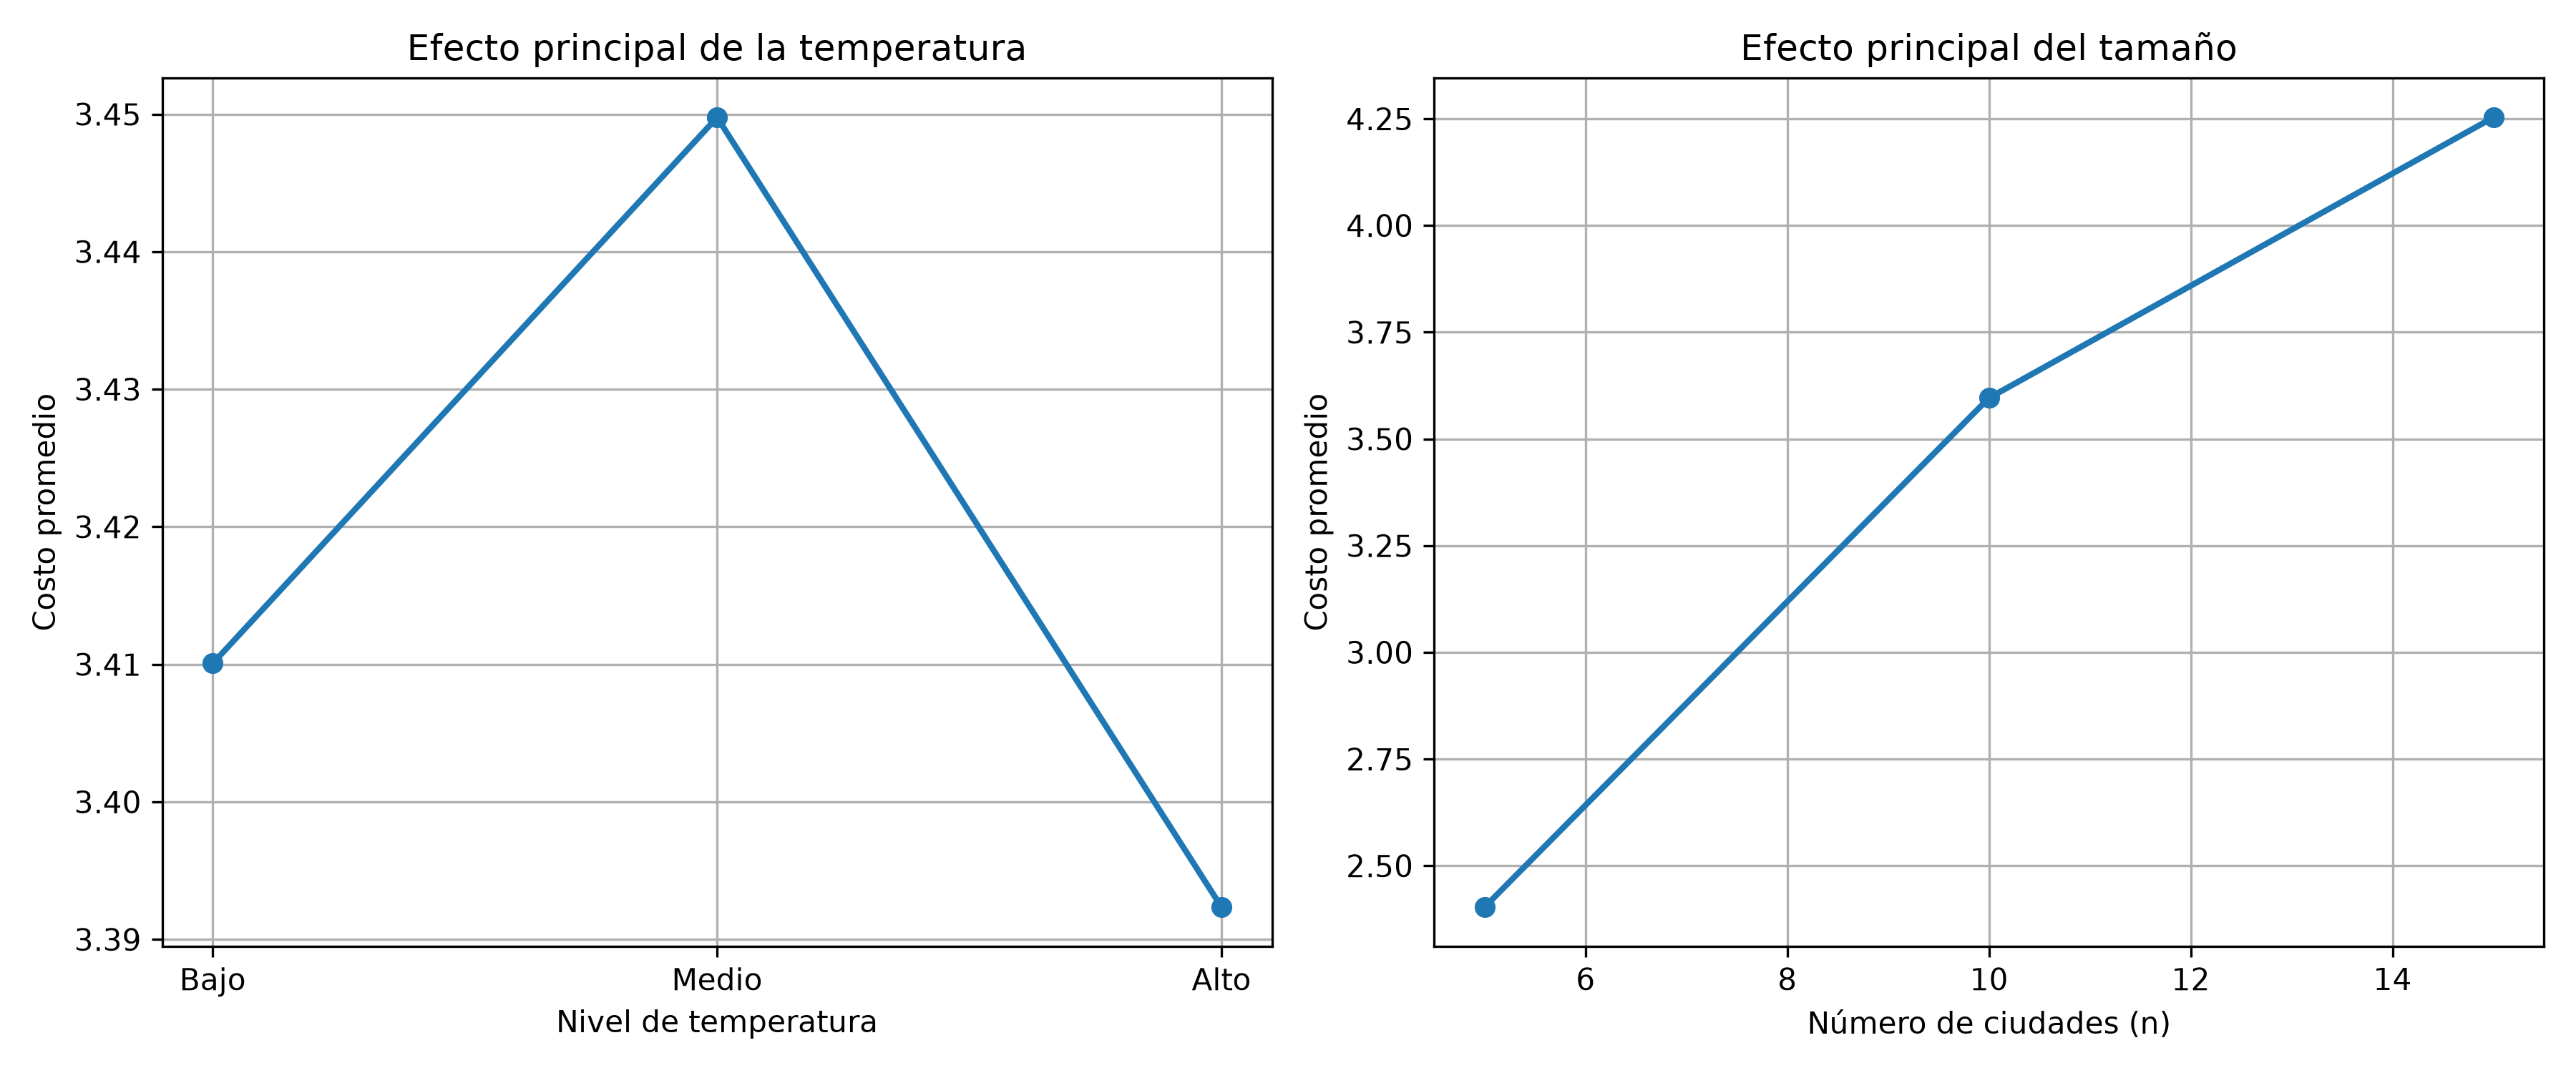 Efecto principal de la temperatura
Costo promedio
3.45
3.44
3.43
3.42
3.41
3.40
3.39
Bajo Medio Alto
Nivel de temperatura
Efecto principal del tamaño
Costo promedio
4.25
4.00
3.75
3.50
3.25
3.00
2.75
2.50
6 8 10 12 14
Número de ciudades (n)